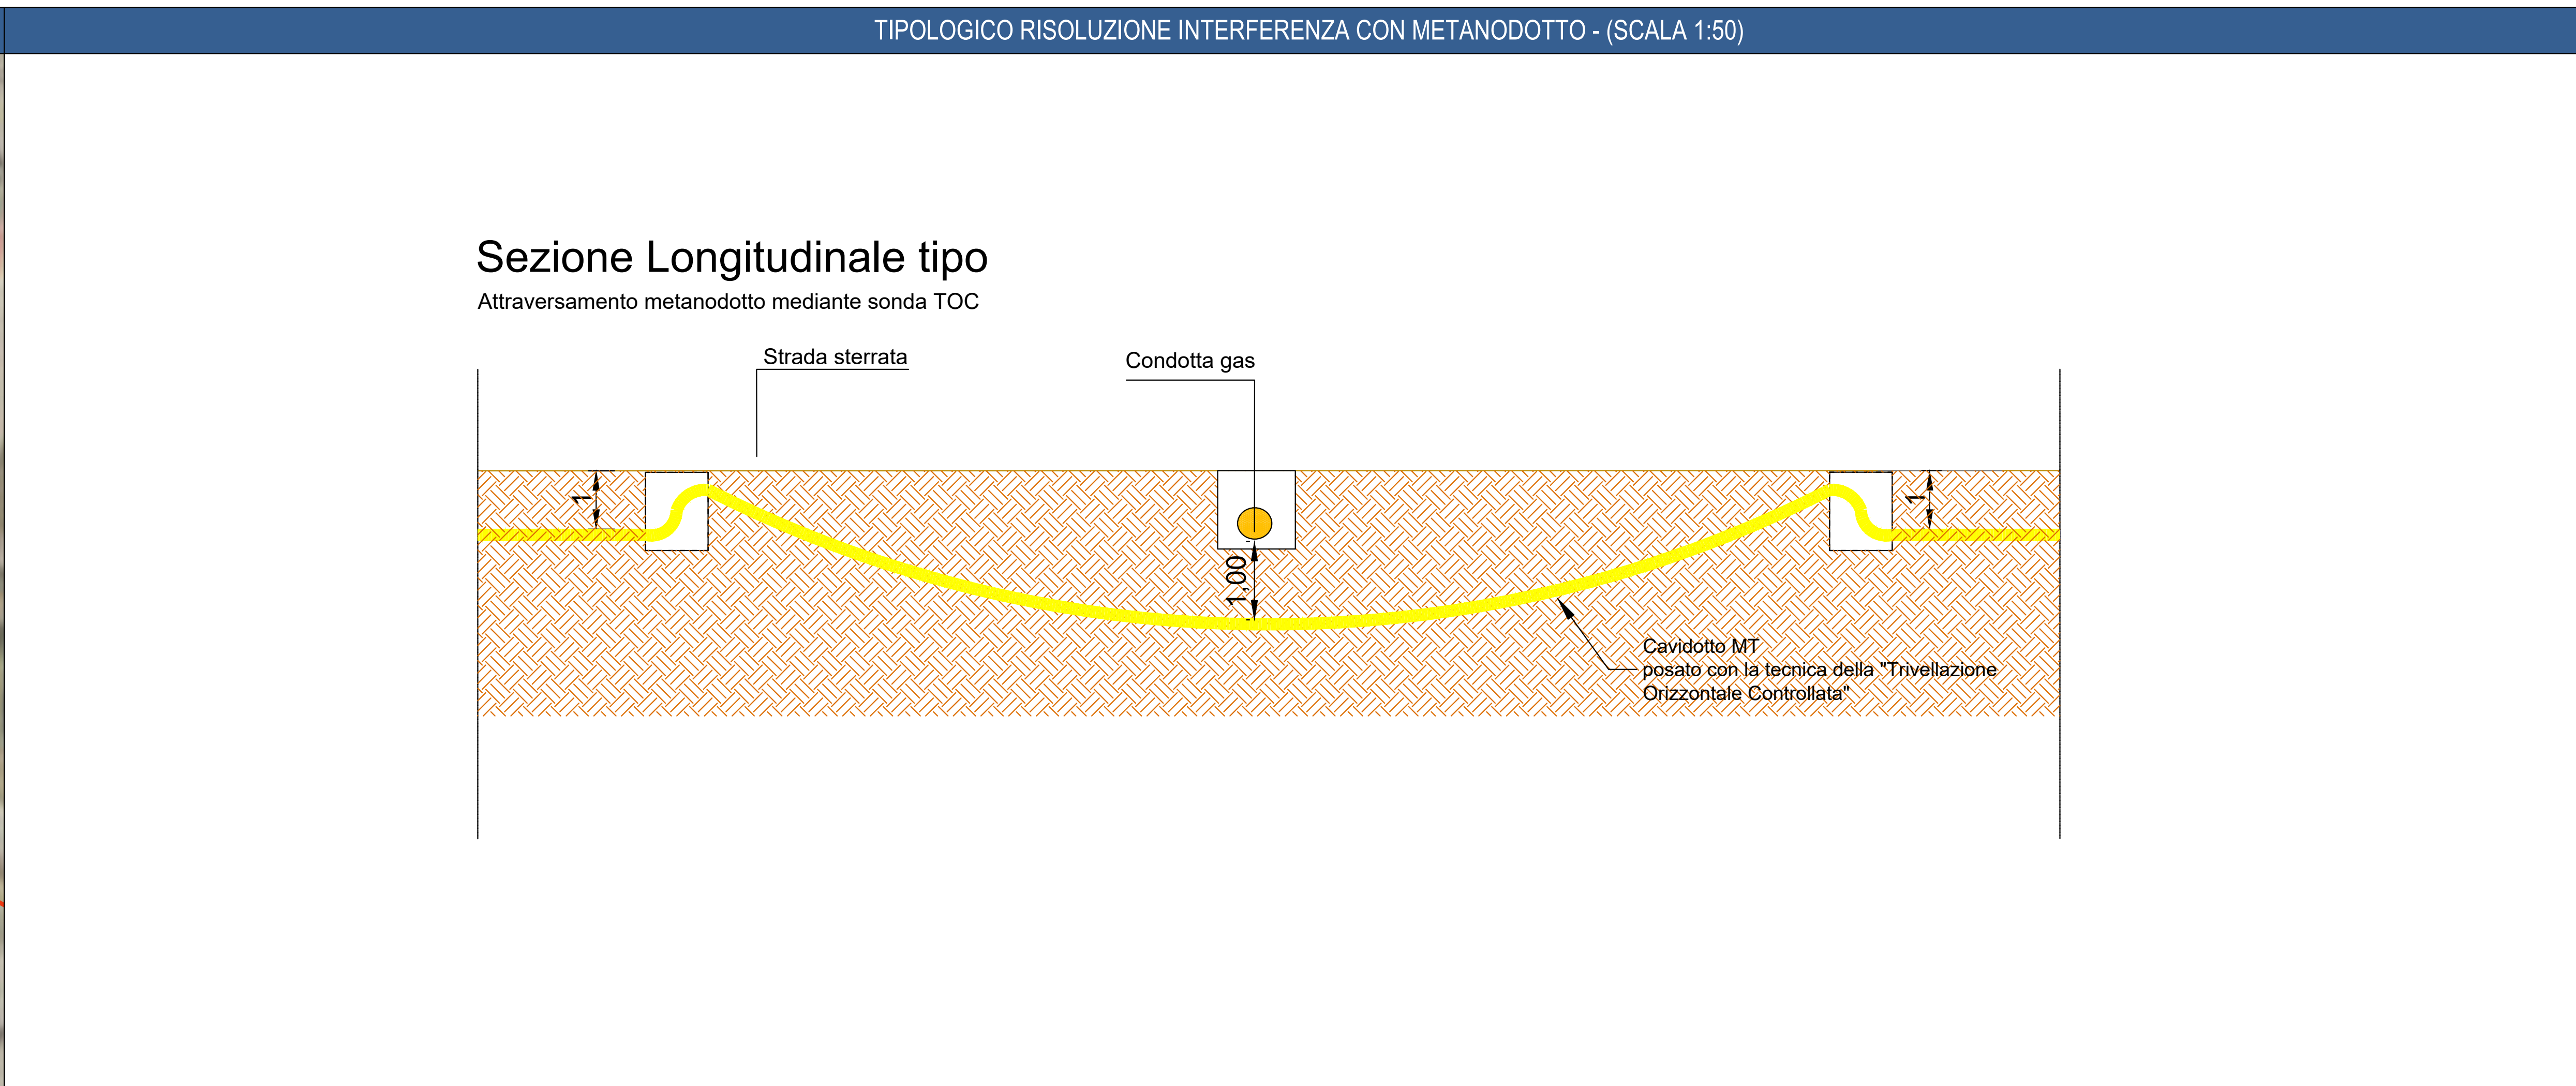 TIPOLOGICO RISOLUZIONE INTERFERENZA CON METANODOTTO - (SCALA 1:50)
Sezione Longitudinale tipo
Attraversamento metanodotto mediante sonda TOC
Strada sterrata
Condotta gas
1
1
1,00
Cavidotto MT
posato con la tecnica della "Trivellazione
Orizzontale Controllata"